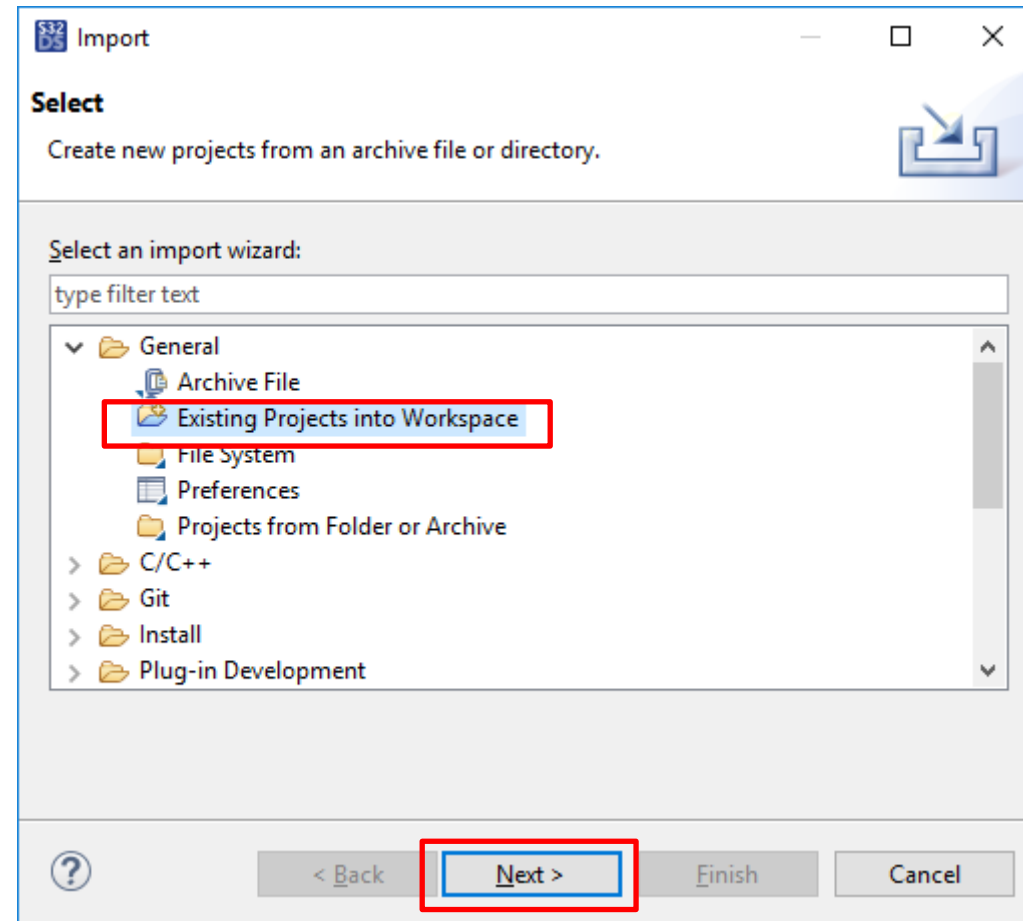 S32
DS
Import
Select
Create new projects from an archive file or directory.
Select an import wizard:
type filter text
General
Archive File
Existing Projects into Workspace
File System
Preferences
Projects from Folder or Archive
C/C++
Git
Install
Plug-in Development
?
< Back Next > Finish Cancel